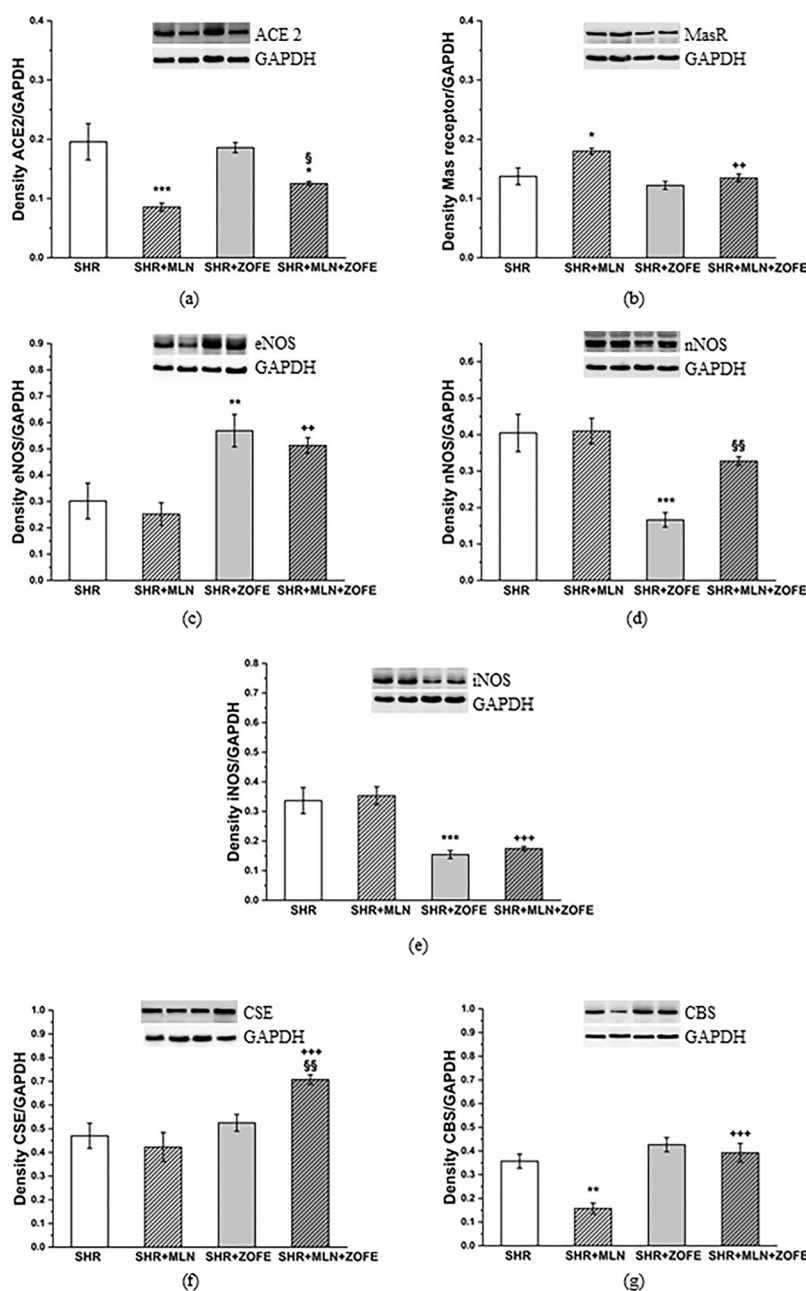 ACE 2
GAPDH
Density ACE2/GAPDH
0.4
0.3
0.2
0.1
0.0
***
§
*
SHR
SHR+MLN
SHR+ZOFE
SHR+MLN+ZOFE
(a)
MasR
GAPDH
Density Mas receptor/GAPDH
0.4
0.3
0.2
0.1
0.0
*
++
SHR
SHR+MLN
SHR+ZOFE
SHR+MLN+ZOFE
(b)
eNOS
GAPDH
Density eNOS/GAPDH
0.9
0.8
0.7
0.6
0.5
0.4
0.3
0.2
0.1
0.0
**
++
SHR
SHR+MLN
SHR+ZOFE
SHR+MLN+ZOFE
(c)
nNOS
GAPDH
Density nNOS/GAPDH
0.6
0.4
0.3
0.2
0.0
***
§§
SHR
SHR+MLN
SHR+ZOFE
SHR+MLN+ZOFE
(d)
iNOS
GAPDH
Density iNOS/GAPDH
0.8
0.7
0.6
0.5
0.4
0.3
0.2
0.1
0.0
***
+++
SHR
SHR+MLN
SHR+ZOFE
SHR+MLN+ZOFE
(e)
CSE
GAPDH
Density CSE/GAPDH
1.0
0.9
0.8
0.7
0.6
0.5
0.4
0.3
0.2
0.1
0.0
+++
§§
SHR
SHR+MLN
SHR+ZOFE
SHR+MLN+ZOFE
(f)
CBS
GAPDH
Density CBS/GAPDH
1.0
0.9
0.8
0.7
0.6
0.5
0.4
0.3
0.2
0.1
0.0
**
+++
SHR
SHR+MLN
SHR+ZOFE
SHR+MLN+ZOFE
(g)